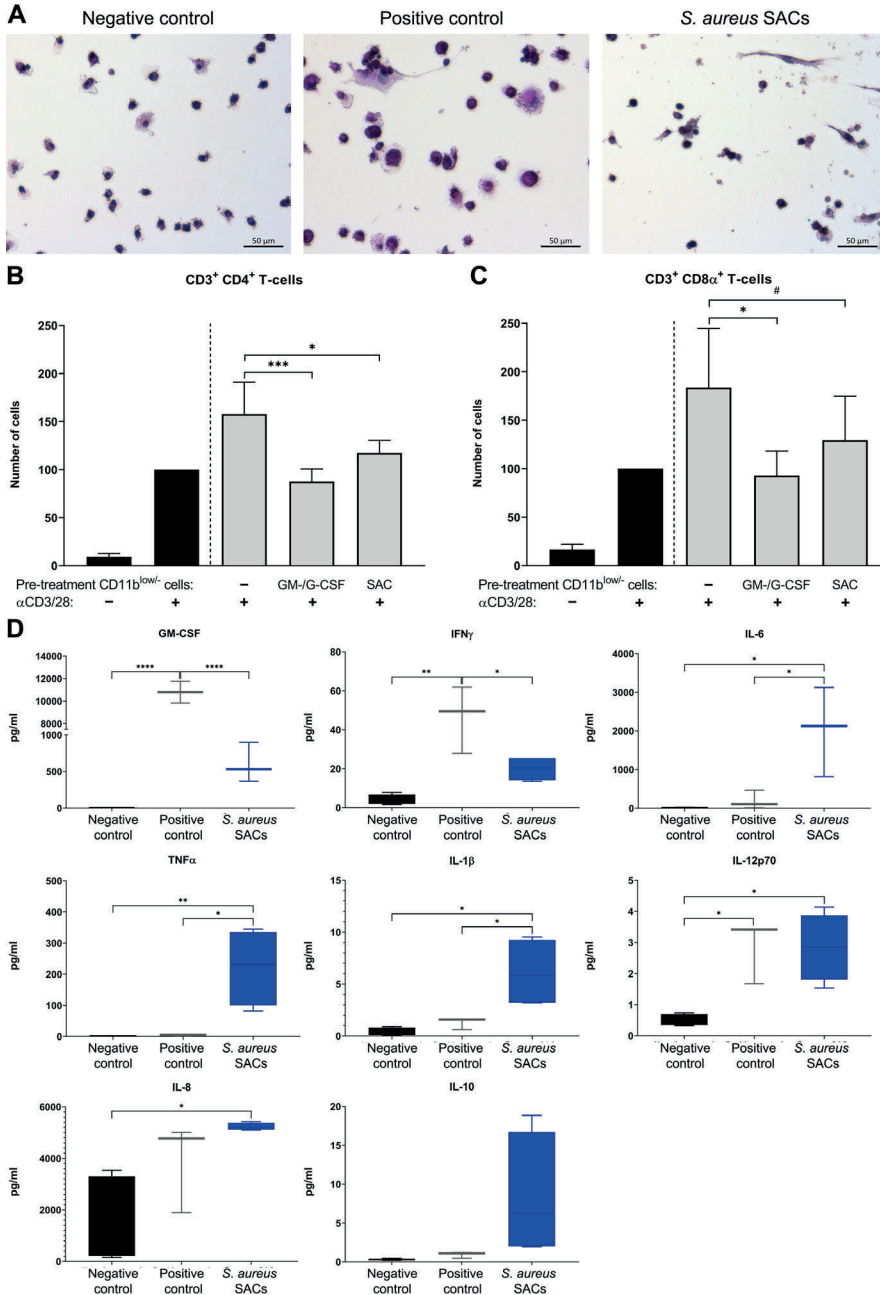 A
Negative control
Positive control
S. aureus SACs
50 µm
50 µm
50 µm
B
CD3+ CD4+ T-cells
Number of cells
250
200
150
100
50
0
*
***
Pre-treatment CD11blow/- cells:
–
GM-/G-CSF
SAC
αCD3/28:
–
+
+
+
+
C
CD3+ CD8α+ T-cells
Number of cells
250
200
150
100
50
0
#
*
Pre-treatment CD11blow/- cells:
–
GM-/G-CSF
SAC
αCD3/28:
–
+
+
+
+
D
GM-CSF
pg/ml
14000
12000
10000
8000
1000
500
0
****
****
Negative control
Positive control
S. aureus SACs
IFNγ
pg/ml
80
60
40
20
0
**
*
Negative control
Positive control
S. aureus SACs
IL-6
pg/ml
4000
3000
2000
1000
0
*
*
Negative control
Positive control
S. aureus SACs
TNFα
pg/ml
500
400
300
200
100
0
**
*
Negative control
Positive control
S. aureus SACs
IL-1β
pg/ml
15
10
5
0
*
*
Negative control
Positive control
S. aureus SACs
IL-12p70
pg/ml
5
4
3
2
1
0
*
*
Negative control
Positive control
S. aureus SACs
IL-8
pg/ml
6000
4000
2000
0
*
Negative control
Positive control
S. aureus SACs
IL-10
pg/ml
20
15
10
5
0
Negative control
Positive control
S. aureus SACs